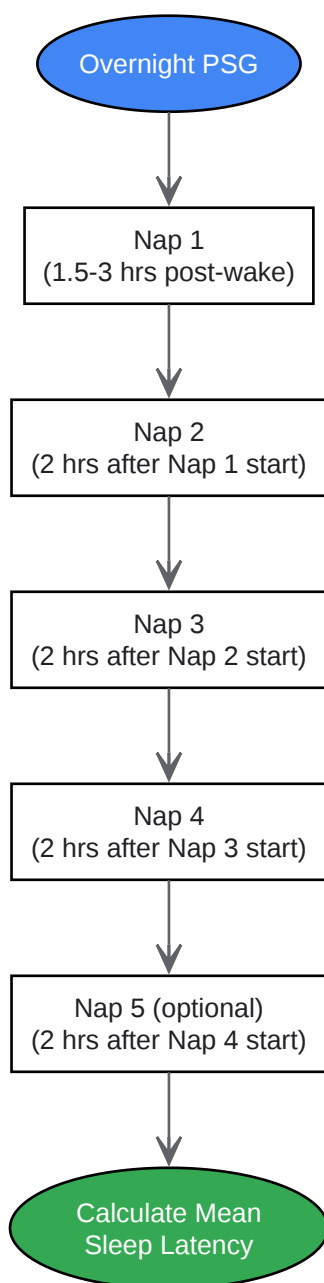 Overnight PSG
Nap 1
(1.5-3 hrs post-wake)
Nap 2
(2 hrs after Nap 1 start)
Nap 3
(2 hrs after Nap 2 start)
Nap 4
(2 hrs after Nap 3 start)
Nap 5 (optional)
(2 hrs after Nap 4 start)
Calculate Mean
Sleep Latency